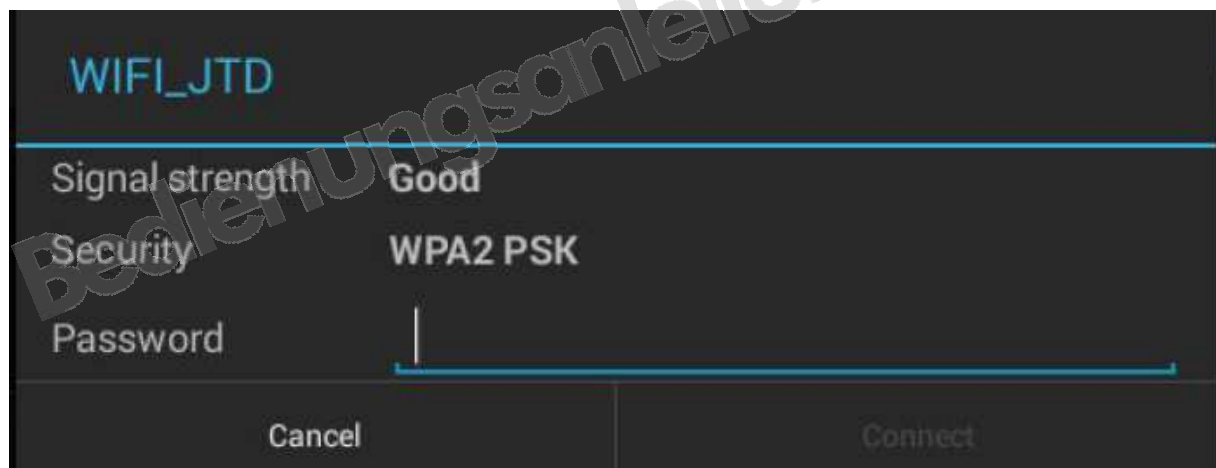 WIFI_JTD
Signal strength Good
Security WPA2 PSK
Password
Cancel Connect